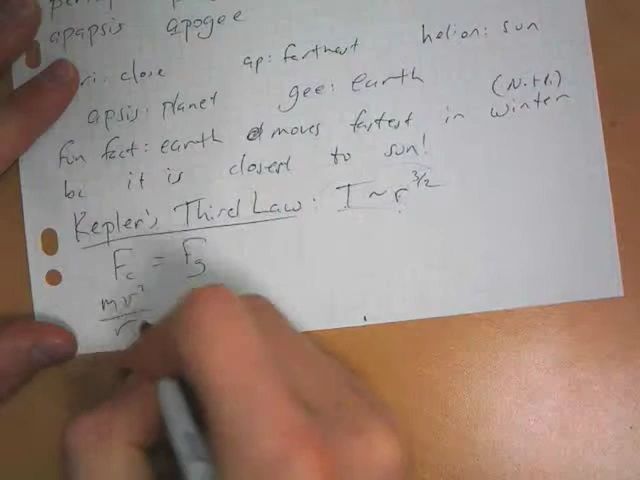 apapsis apogee
ap: farthest helion: sun
: close
apsis: planet gee: earth
(N.H.)
fun fact: earth moves fastest in winter
bc it is closest to sun!
Kepler's Third Law: T ~ r^3/2
Fc = Fg
mv²
r